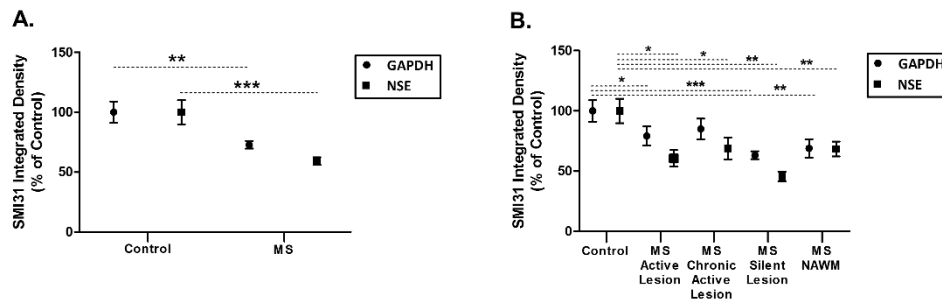 A.
SMI31 Integrated Density
(% of Control)
150
100
50
0
**
***
Control
MS
GAPDH
NSE
B.
SMI31 Integrated Density
(% of Control)
150
100
50
0
*
*
**
**
*
***
**
Control
MS
Active
Lesion
MS
Chronic
Active
Lesion
MS
Silent
Lesion
MS
NAWM
GAPDH
NSE